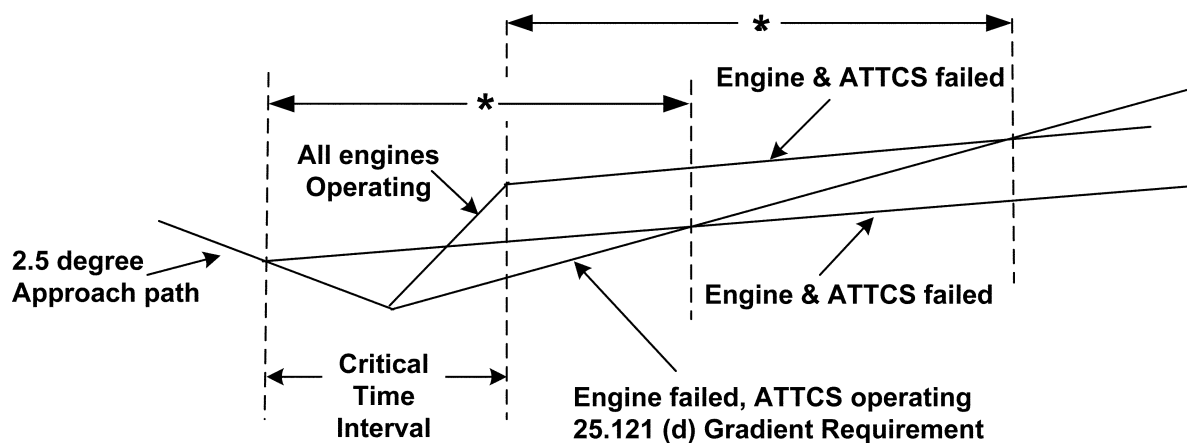 *
Engine & ATTCS failed
*
All engines
Operating
2.5 degree
Approach path
Engine & ATTCS failed
Critical
Time
Interval
Engine failed, ATTCS operating
25.121 (d) Gradient Requirement